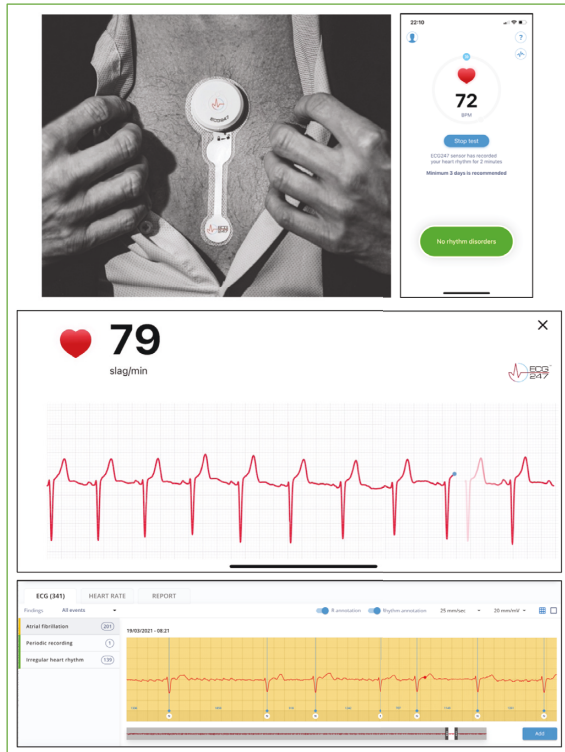 ECG247
ECG
247
22:10
?
72
BPM
Stop test
ECG247 sensor has recorded
your heart rhythm for 2 minutes
Minimum 3 days is recommended
No rhythm disorders
79
slag/min
ECG
247
ECG (341) HEART RATE REPORT
Findings All events R annotation Rhythm annotation 25 mm/sec 20 mm/mV
Atrial fibrillation 201
19/03/2021 - 08:21
Periodic recording 1
Irregular heart rhythm 139
Add